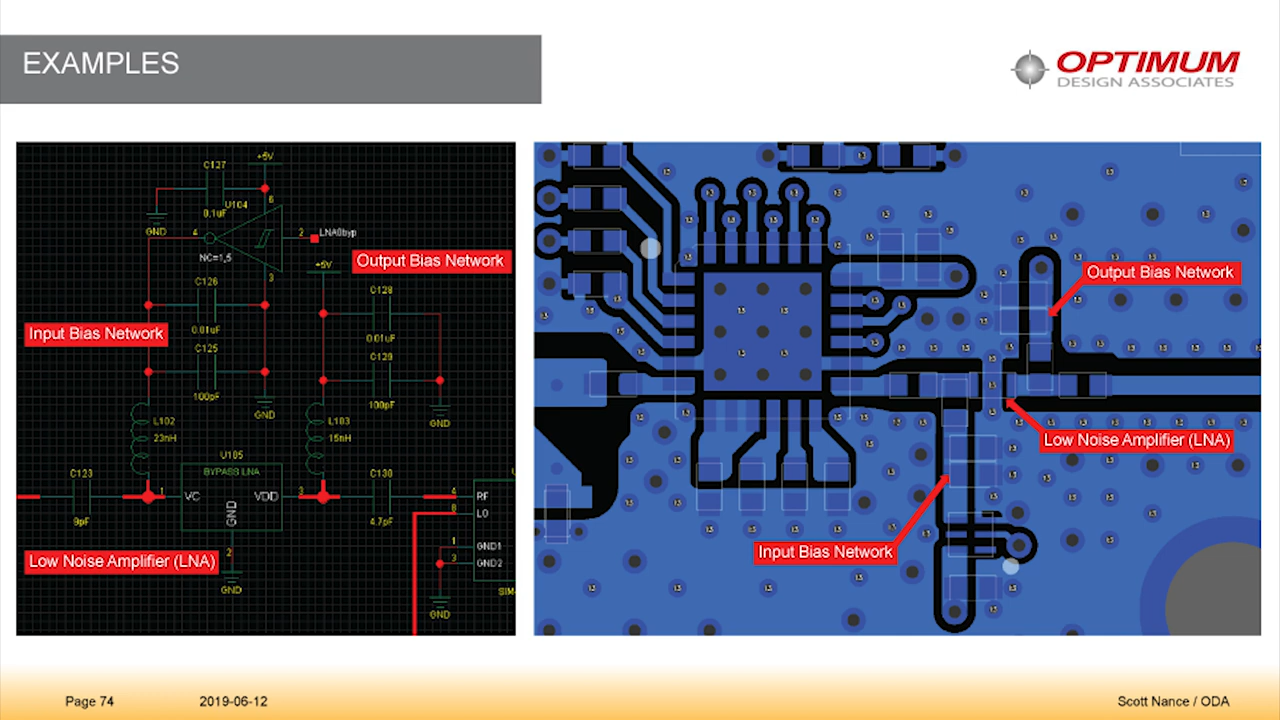 EXAMPLES
OPTIMUM
DESIGN ASSOCIATES
C127
+5V
U104
6
0.1uF
GND
4
2
LNA0byp
NC=1,5
3
Output Bias Network
+5V
C126
C128
Input Bias Network
0.01uF
0.01uF
C125
C129
100pF
100pF
GND
GND
L102
23nH
L103
15nH
U105
BYPASS LNA
C123
C130
1
VC
VDD
3
GND
4
RF
8
LO
9pF
4.7pF
2
1
GND1
3
GND2
Low Noise Amplifier (LNA)
GND
SIM
GND
Output Bias Network
Low Noise Amplifier (LNA)
Input Bias Network
Page 74
2019-06-12
Scott Nance / ODA